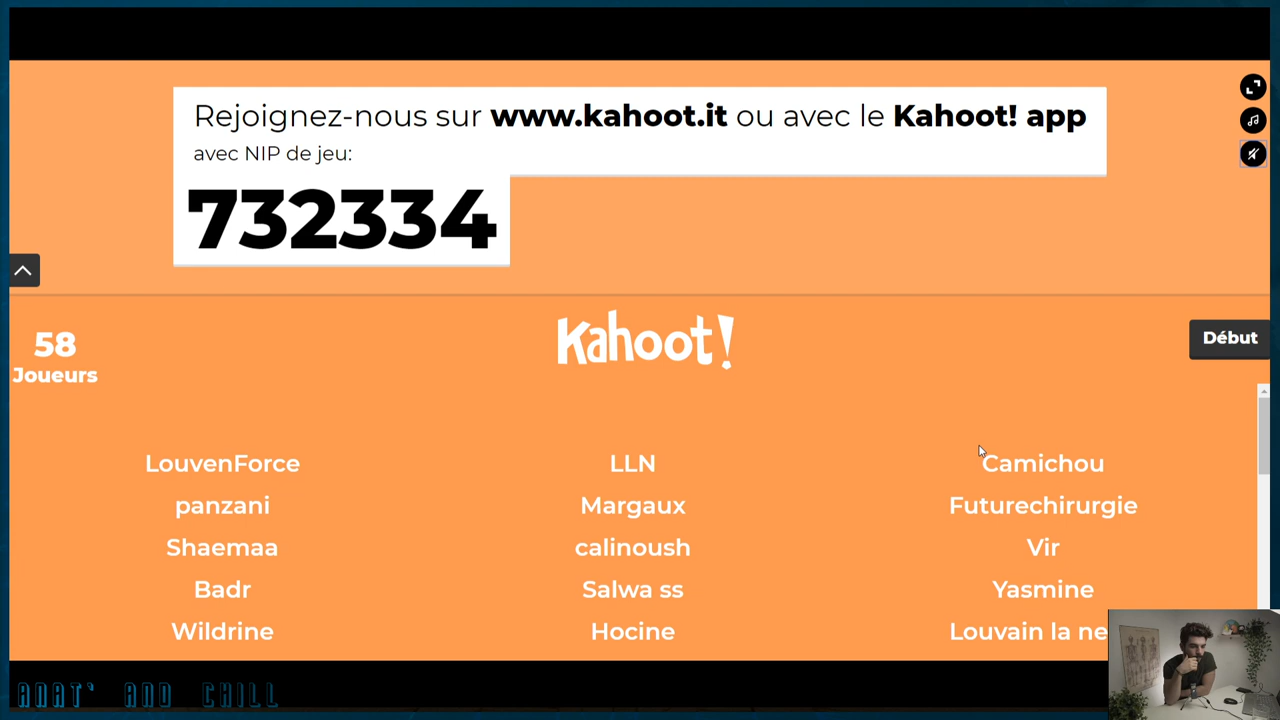 Rejoignez-nous sur www.kahoot.it ou avec le Kahoot! app
avec NIP de jeu:
732334
58
Joueurs
Kahoot!
Début
LouvenForce LLN Camichou
panzani Margaux Futurechirurgie
Shaemaa calinoush Vir
Badr Salwa ss Yasmine
Wildrine Hocine Louvain la ne
ANAT' AND CHILL